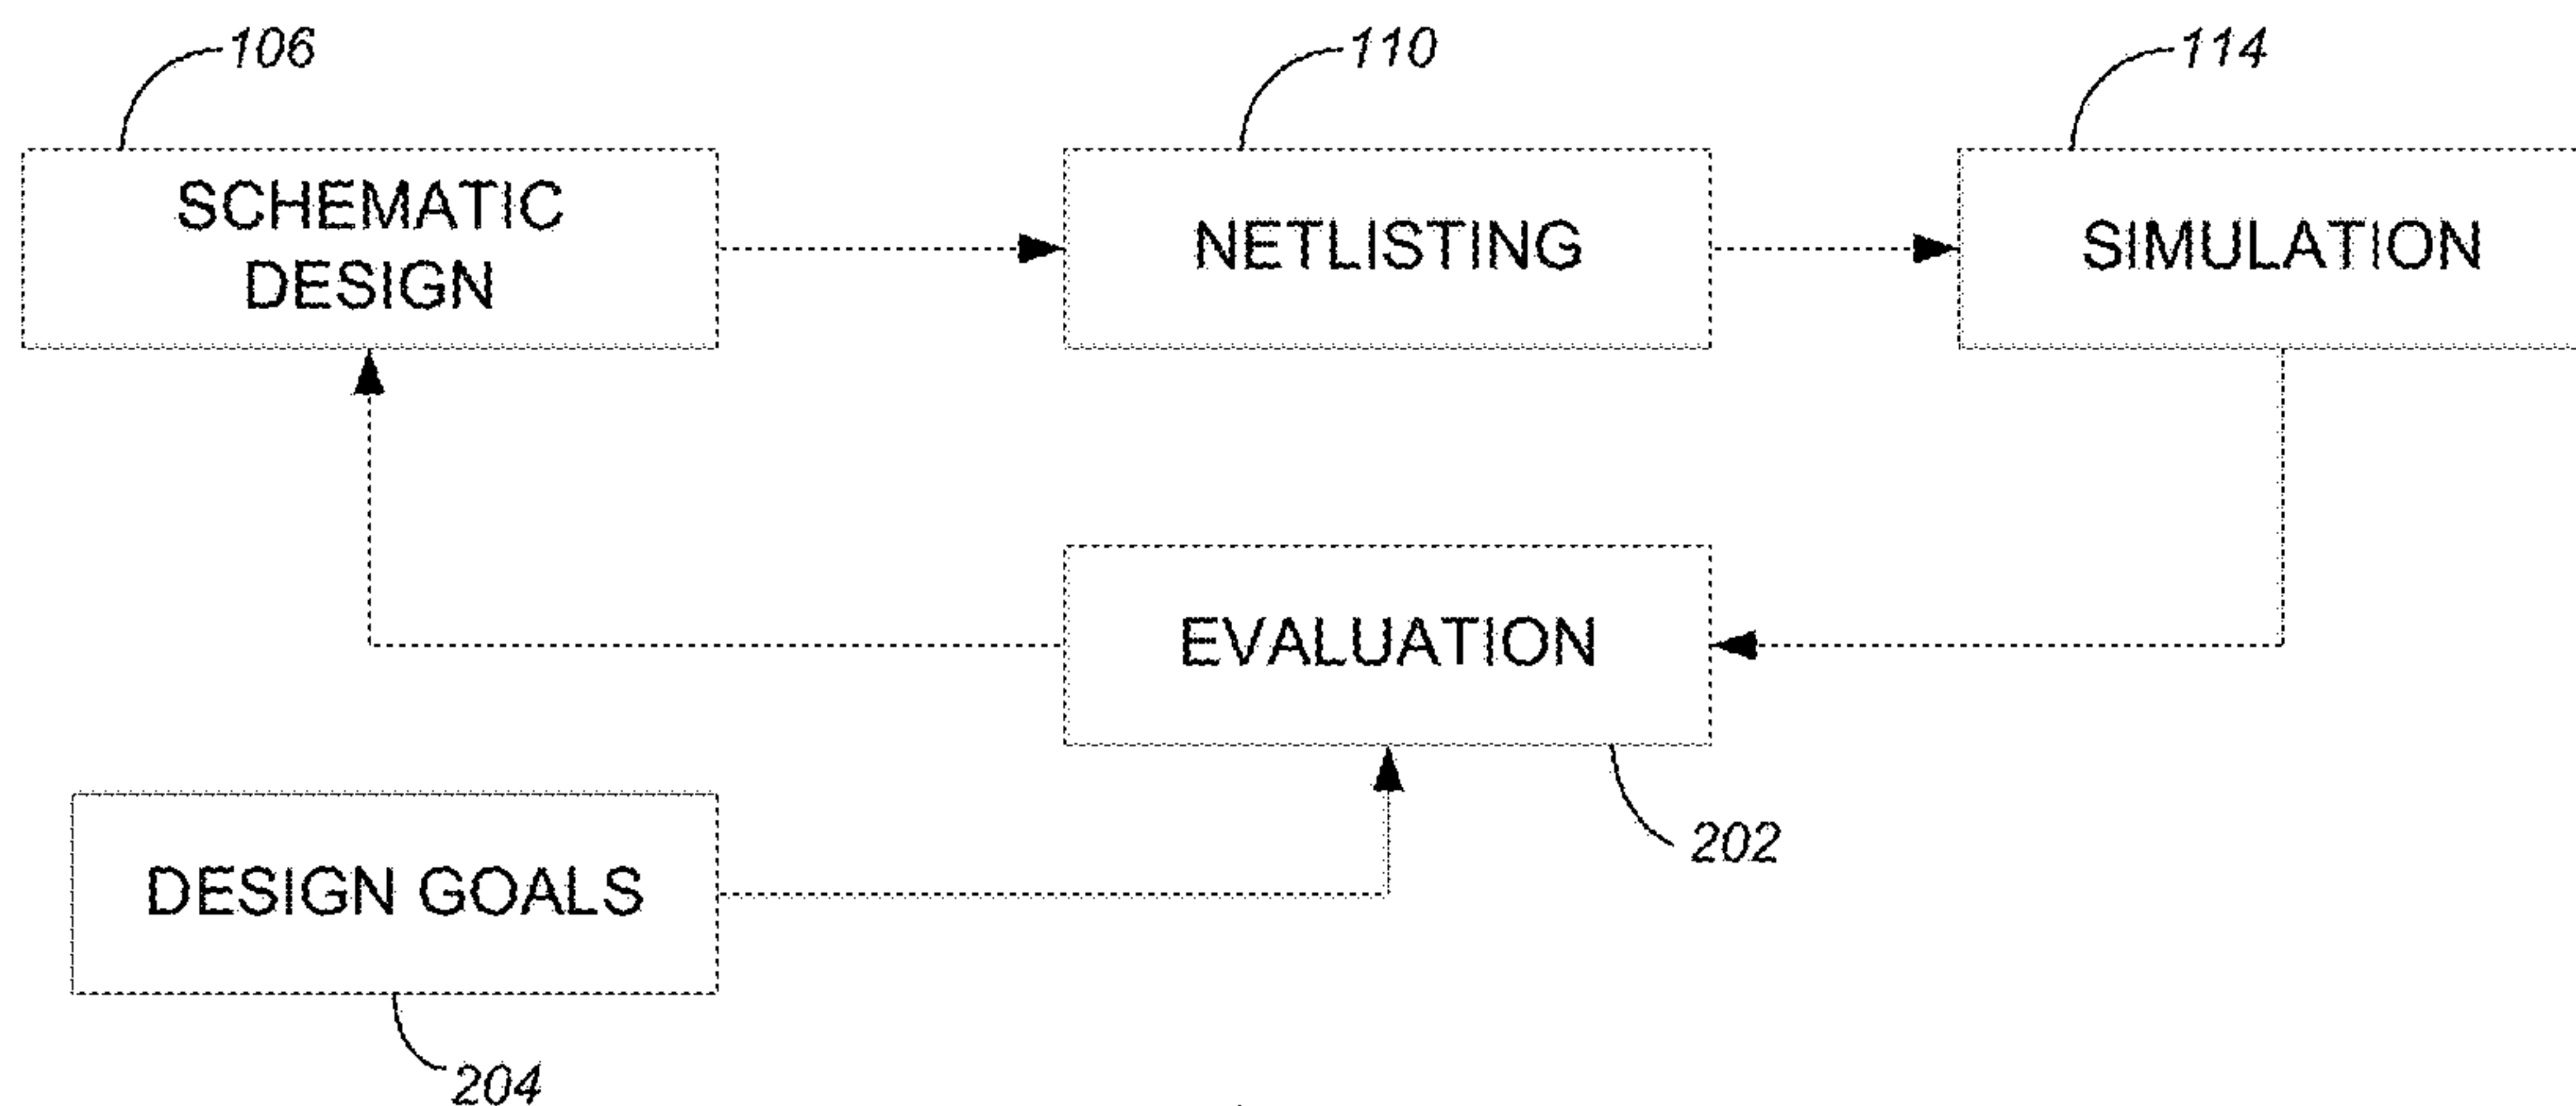 106
110
114
SCHEMATIC
DESIGN
NETLISTING
SIMULATION
EVALUATION
202
DESIGN GOALS
204